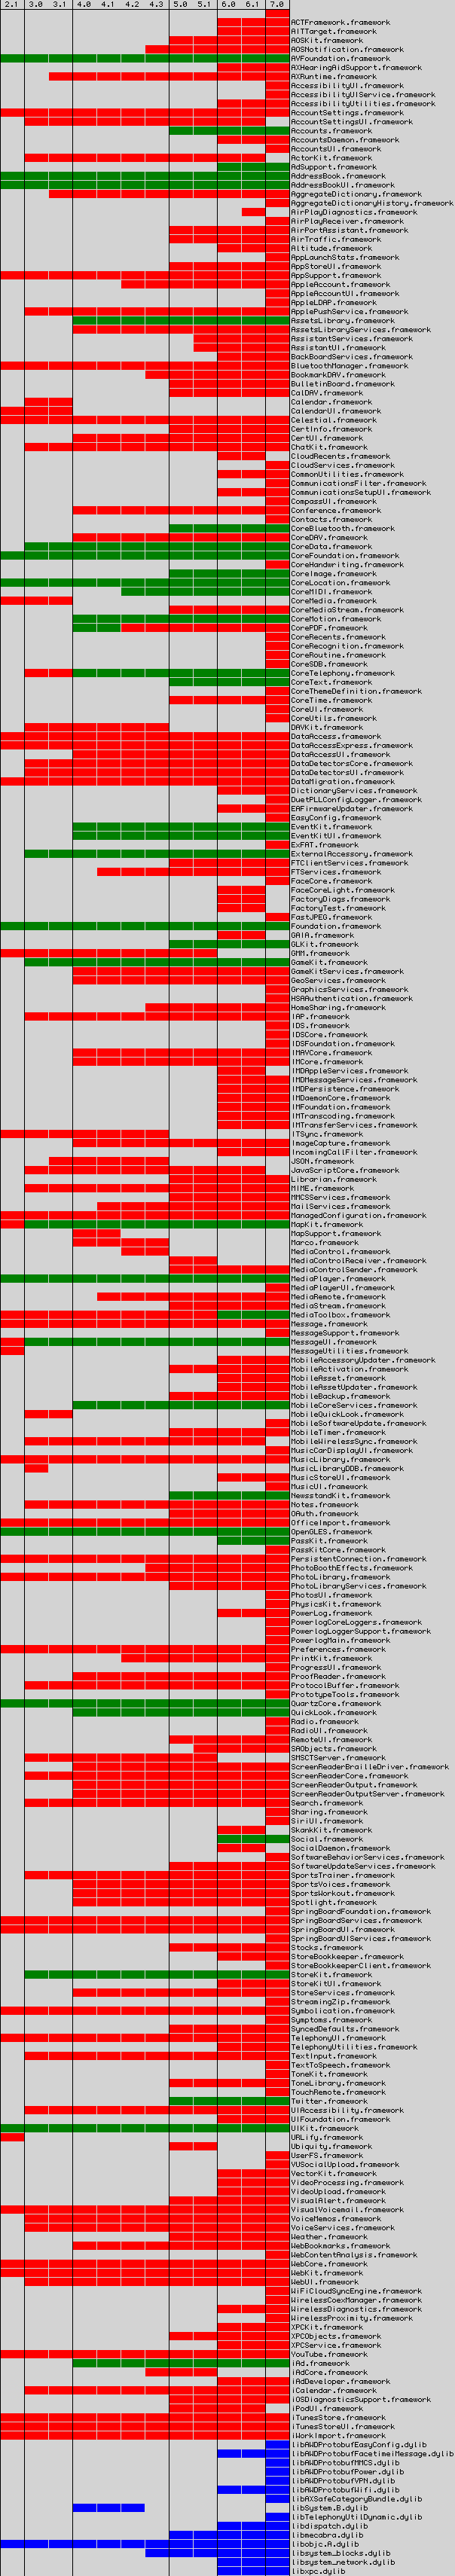 2.1 3.0 3.1 4.0 4.1 4.2 4.3 5.0 5.1 6.0 6.1 7.0
ACTFramework.framework
AITTarget.framework
AOSKit.framework
AOSNotification.framework
AVFoundation.framework
AXHearingAidSupport.framework
AXRuntime.framework
AccessibilityUI.framework
AccessibilityUIService.framework
AccessibilityUtilities.framework
AccountSettings.framework
AccountSettingsUI.framework
Accounts.framework
AccountsDaemon.framework
AccountsUI.framework
ActorKit.framework
AdSupport.framework
AddressBook.framework
AddressBookUI.framework
AggregateDictionary.framework
AggregateDictionaryHistory.framework
AirPlayDiagnostics.framework
AirPlayReceiver.framework
AirPortAssistant.framework
AirTraffic.framework
Altitude.framework
AppLaunchStats.framework
AppStoreUI.framework
AppSupport.framework
AppleAccount.framework
AppleAccountUI.framework
AppleLDAP.framework
ApplePushService.framework
AssetsLibrary.framework
AssetsLibraryServices.framework
AssistantServices.framework
AssistantUI.framework
BackBoardServices.framework
BluetoothManager.framework
BookmarkDAV.framework
BulletinBoard.framework
CalDAV.framework
Calendar.framework
CalendarUI.framework
Celestial.framework
CertInfo.framework
CertUI.framework
ChatKit.framework
CloudRecents.framework
CloudServices.framework
CommonUtilities.framework
CommunicationsFilter.framework
CommunicationsSetupUI.framework
CompassUI.framework
Conference.framework
Contacts.framework
CoreBluetooth.framework
CoreDAV.framework
CoreData.framework
CoreFoundation.framework
CoreHandwriting.framework
CoreImage.framework
CoreLocation.framework
CoreMIDI.framework
CoreMedia.framework
CoreMediaStream.framework
CoreMotion.framework
CorePDF.framework
CoreRecents.framework
CoreRecognition.framework
CoreRoutine.framework
CoreSDB.framework
CoreTelephony.framework
CoreText.framework
CoreThemeDefinition.framework
CoreTime.framework
CoreUI.framework
CoreUtils.framework
DAVKit.framework
DataAccess.framework
DataAccessExpress.framework
DataAccessUI.framework
DataDetectorsCore.framework
DataDetectorsUI.framework
DataMigration.framework
DictionaryServices.framework
DuetPLLConfigLogger.framework
EAFirmwareUpdater.framework
EasyConfig.framework
EventKit.framework
EventKitUI.framework
ExFAT.framework
ExternalAccessory.framework
FTClientServices.framework
FTServices.framework
FaceCore.framework
FaceCoreLight.framework
FactoryDiags.framework
FactoryTest.framework
FastJPEG.framework
Foundation.framework
GAIA.framework
GLKit.framework
GMM.framework
GameKit.framework
GameKitServices.framework
GeoServices.framework
GraphicsServices.framework
HSAAuthentication.framework
HomeSharing.framework
IAP.framework
IDS.framework
IDSCore.framework
IDSFoundation.framework
IMAVCore.framework
IMCore.framework
IMDAppleServices.framework
IMDMessageServices.framework
IMDPersistence.framework
IMDaemonCore.framework
IMFoundation.framework
IMTranscoding.framework
IMTransferServices.framework
ITSync.framework
ImageCapture.framework
IncomingCallFilter.framework
JSON.framework
JavaScriptCore.framework
Librarian.framework
MIME.framework
MMCSServices.framework
MailServices.framework
ManagedConfiguration.framework
MapKit.framework
MapSupport.framework
Marco.framework
MediaControl.framework
MediaControlReceiver.framework
MediaControlSender.framework
MediaPlayer.framework
MediaPlayerUI.framework
MediaRemote.framework
MediaStream.framework
MediaToolbox.framework
Message.framework
MessageSupport.framework
MessageUI.framework
MessageUtilities.framework
MobileAccessoryUpdater.framework
MobileActivation.framework
MobileAsset.framework
MobileAssetUpdater.framework
MobileBackup.framework
MobileCoreServices.framework
MobileQuickLook.framework
MobileSoftwareUpdate.framework
MobileTimer.framework
MobileWirelessSync.framework
MusicCarDisplayUI.framework
MusicLibrary.framework
MusicLibraryDDB.framework
MusicStoreUI.framework
MusicUI.framework
NewsstandKit.framework
Notes.framework
OAuth.framework
OfficeImport.framework
OpenGLES.framework
PassKit.framework
PassKitCore.framework
PersistentConnection.framework
PhotoBoothEffects.framework
PhotoLibrary.framework
PhotoLibraryServices.framework
PhotosUI.framework
PhysicsKit.framework
PowerLog.framework
PowerlogCoreLoggers.framework
PowerlogLoggerSupport.framework
PowerlogMain.framework
Preferences.framework
PrintKit.framework
ProgressUI.framework
ProofReader.framework
ProtocolBuffer.framework
PrototypeTools.framework
QuartzCore.framework
QuickLook.framework
Radio.framework
RadioUI.framework
RemoteUI.framework
SAObjects.framework
SMSCTServer.framework
ScreenReaderBrailleDriver.framework
ScreenReaderCore.framework
ScreenReaderOutput.framework
ScreenReaderOutputServer.framework
Search.framework
Sharing.framework
SiriUI.framework
SkankKit.framework
Social.framework
SocialDaemon.framework
SoftwareBehaviorServices.framework
SoftwareUpdateServices.framework
SportsTrainer.framework
SportsVoices.framework
SportsWorkout.framework
Spotlight.framework
SpringBoardFoundation.framework
SpringBoardServices.framework
SpringBoardUI.framework
SpringBoardUIServices.framework
Stocks.framework
StoreBookkeeper.framework
StoreBookkeeperClient.framework
StoreKit.framework
StoreKitUI.framework
StoreServices.framework
StreamingZip.framework
Symbolication.framework
Symptoms.framework
SyncedDefaults.framework
TelephonyUI.framework
TelephonyUtilities.framework
TextInput.framework
TextToSpeech.framework
ToneKit.framework
ToneLibrary.framework
TouchRemote.framework
Twitter.framework
UIAccessibility.framework
UIFoundation.framework
UIKit.framework
URLify.framework
Ubiquity.framework
UserFS.framework
VUSocialUpload.framework
VectorKit.framework
VideoProcessing.framework
VideoUpload.framework
VisualAlert.framework
VisualVoicemail.framework
VoiceMemos.framework
VoiceServices.framework
Weather.framework
WebBookmarks.framework
WebContentAnalysis.framework
WebCore.framework
WebKit.framework
WebUI.framework
WiFiCloudSyncEngine.framework
WirelessCoexManager.framework
WirelessDiagnostics.framework
WirelessProximity.framework
XPCKit.framework
XPCObjects.framework
XPCService.framework
YouTube.framework
iAd.framework
iAdCore.framework
iAdDeveloper.framework
iCalendar.framework
iOSDiagnosticsSupport.framework
iPodUI.framework
iTunesStore.framework
iTunesStoreUI.framework
iWorkImport.framework
libAWDProtobufEasyConfig.dylib
libAWDProtobufFacetimeiMessage.dylib
libAWDProtobufMMCS.dylib
libAWDProtobufPower.dylib
libAWDProtobufVPN.dylib
libAWDProtobufWifi.dylib
libAXSafeCategoryBundle.dylib
libSystem.B.dylib
libTelephonyUtilDynamic.dylib
libdispatch.dylib
libmecabra.dylib
libobjc.A.dylib
libsystem_blocks.dylib
libsystem_network.dylib
libxpc.dylib